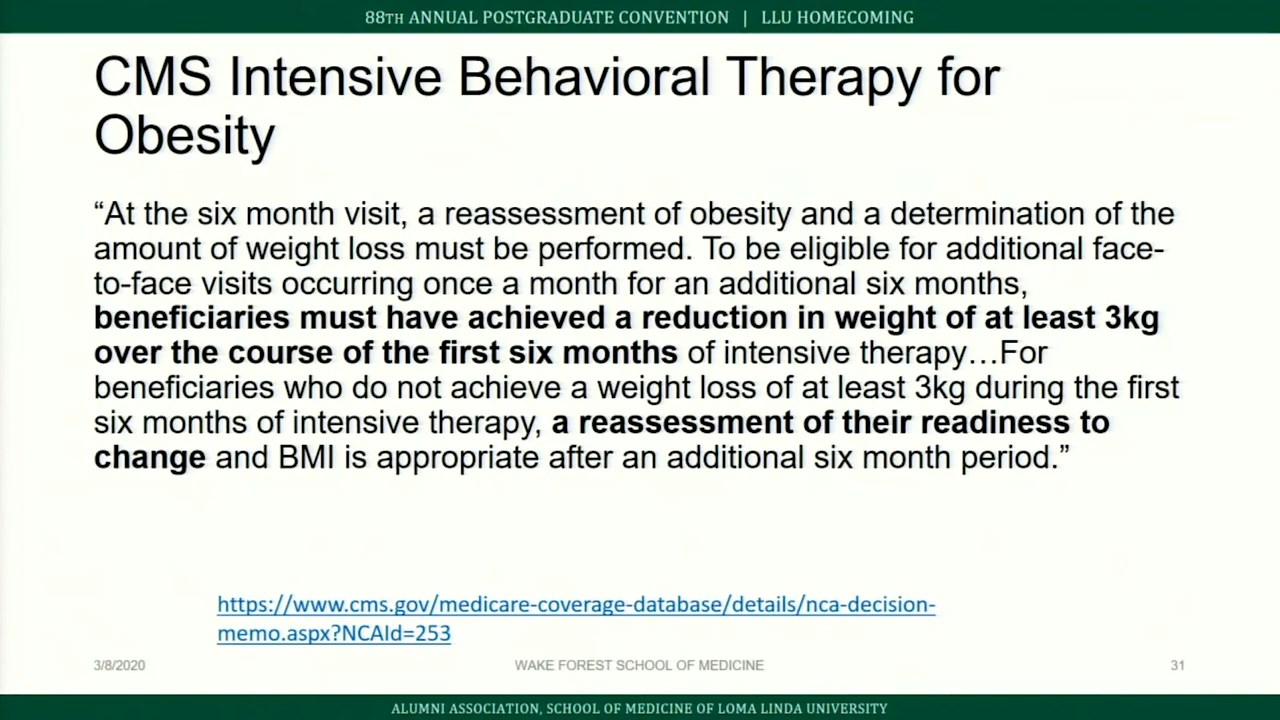 88TH ANNUAL POSTGRADUATE CONVENTION | LLU HOMECOMING
CMS Intensive Behavioral Therapy for
Obesity
“At the six month visit, a reassessment of obesity and a determination of the
amount of weight loss must be performed. To be eligible for additional face-
to-face visits occurring once a month for an additional six months,
beneficiaries must have achieved a reduction in weight of at least 3kg
over the course of the first six months of intensive therapy…For
beneficiaries who do not achieve a weight loss of at least 3kg during the first
six months of intensive therapy, a reassessment of their readiness to
change and BMI is appropriate after an additional six month period.”
https://www.cms.gov/medicare-coverage-database/details/nca-decision-
memo.aspx?NCAId=253
3/8/2020 WAKE FOREST SCHOOL OF MEDICINE 31
ALUMNI ASSOCIATION, SCHOOL OF MEDICINE OF LOMA LINDA UNIVERSITY